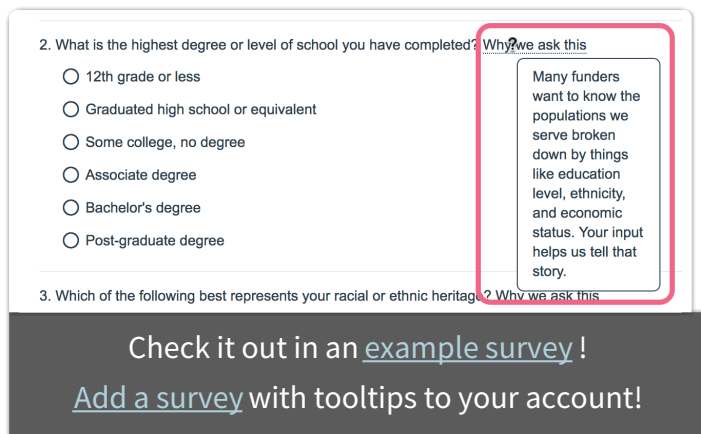 2. What is the highest degree or level of school you have completed? Why we ask this
?
12th grade or less
Graduated high school or equivalent
Some college, no degree
Associate degree
Bachelor's degree
Post-graduate degree
Many funders
want to know the
populations we
serve broken
down by things
like education
level, ethnicity,
and economic
status. Your input
helps us tell that
story.
3. Which of the following best represents your racial or ethnic heritage? Why we ask this
Check it out in an example survey !
Add a survey with tooltips to your account!